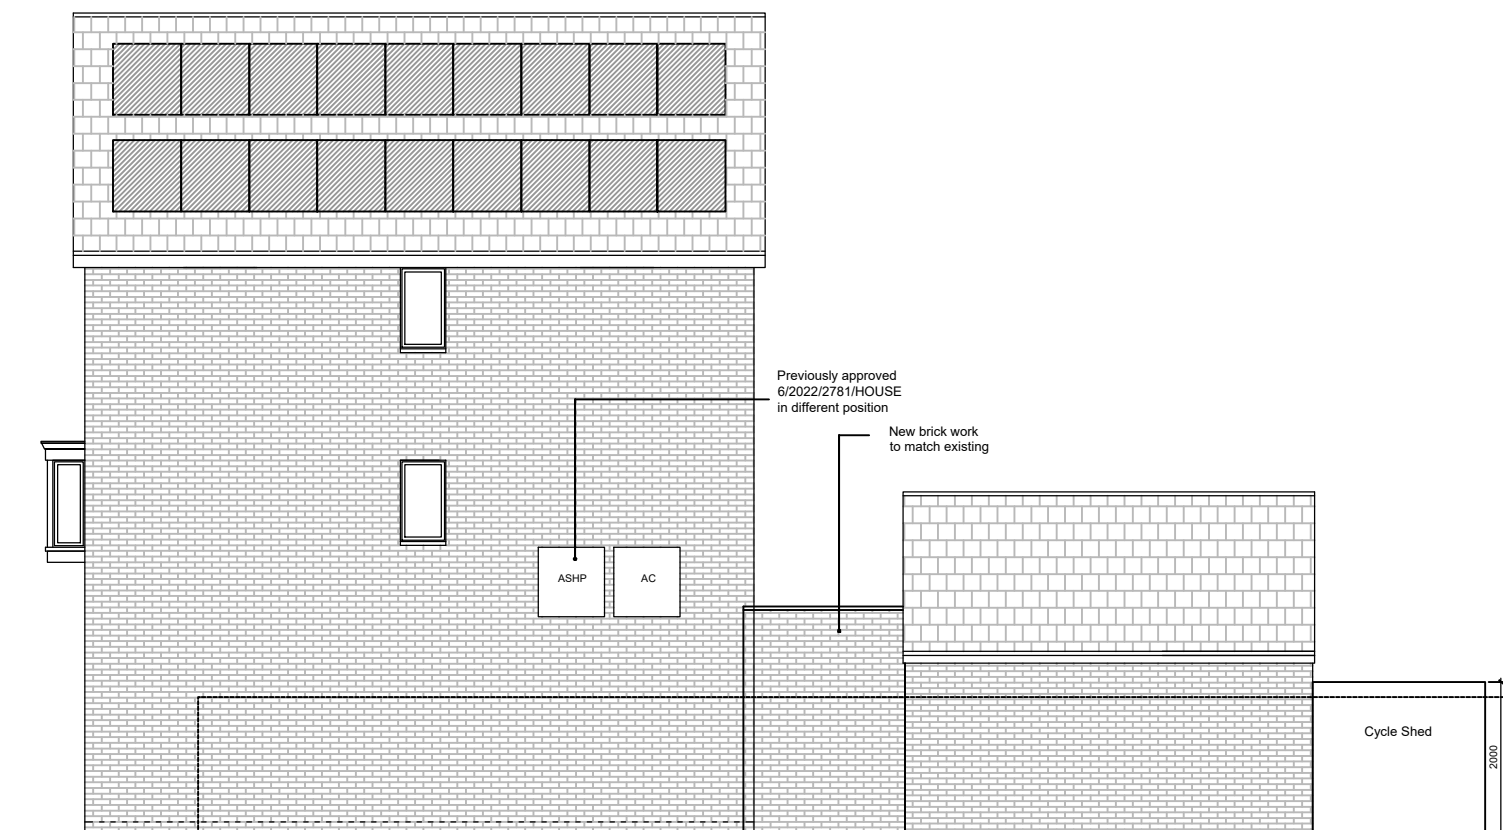 Previously approved
6/2022/2781/HOUSE
in different position
New brick work
to match existing
ASHP
AC
Cycle Shed
2000